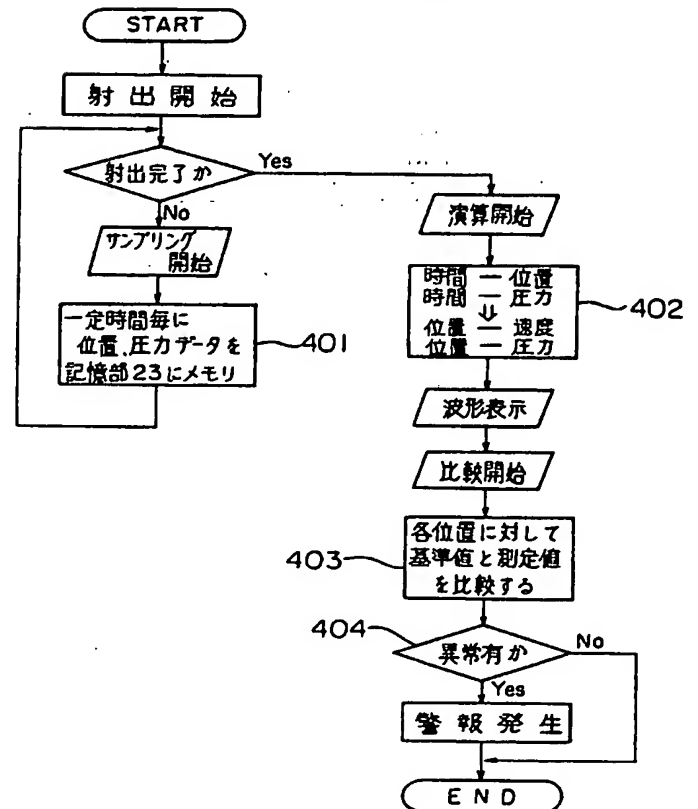 START
射出開始
射出完了か
Yes
No
サンプリング
開始
一定時間毎に
位置、圧力データを
記憶部23にメモリ
401
演算開始
時間 — 位置
時間 — 圧力
⇓
位置 — 速度
位置 — 圧力
402
波形表示
比較開始
各位置に対して
基準値と測定値
を比較する
403
404
異常有か
No
Yes
警報発生
END